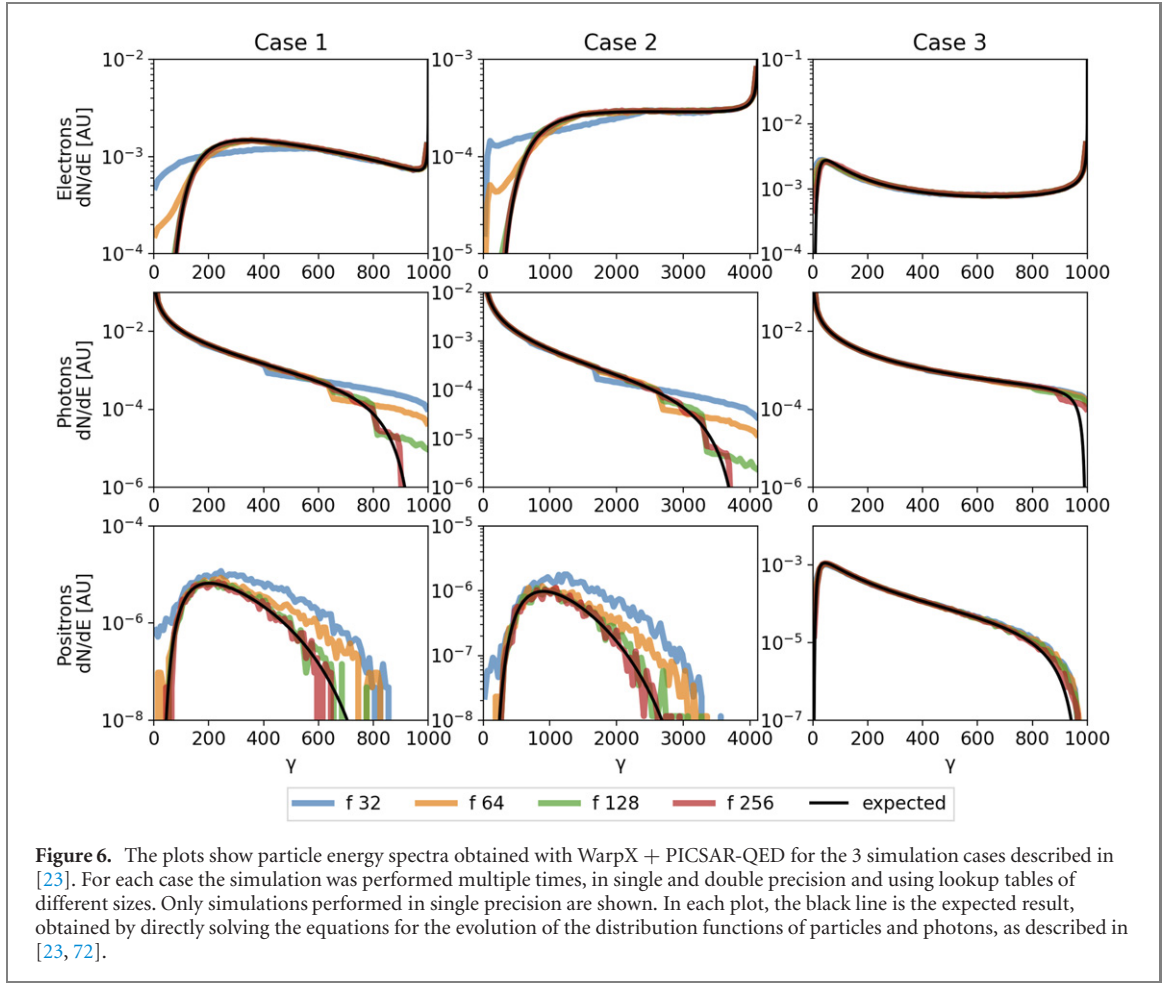 Case 1 Case 2 Case 3
Electrons
dN/dE [AU]
10⁻² 10⁻³ 10⁻¹
10⁻²
10⁻³ 10⁻⁴ 10⁻³
10⁻⁴ 10⁻⁵ 10⁻⁴
0 200 400 600 800 1000 0 1000 2000 3000 4000 0 200 400 600 800 1000
Photons
dN/dE [AU]
10⁻²
10⁻² 10⁻³ 10⁻²
10⁻⁴
10⁻⁴ 10⁻⁵ 10⁻⁴
10⁻⁶ 10⁻⁶ 10⁻⁶
0 200 400 600 800 1000 0 1000 2000 3000 4000 0 200 400 600 800 1000
Positrons
dN/dE [AU]
10⁻⁴ 10⁻⁵
10⁻⁶ 10⁻³
10⁻⁶ 10⁻⁷ 10⁻⁵
10⁻⁸ 10⁻⁸ 10⁻⁷
0 200 400 600 800 1000 0 1000 2000 3000 4000 0 200 400 600 800 1000
γ γ γ
f 32 f 64 f 128 f 256 expected
Figure 6. The plots show particle energy spectra obtained with WarpX + PICSAR-QED for the 3 simulation cases described in
[23]. For each case the simulation was performed multiple times, in single and double precision and using lookup tables of
different sizes. Only simulations performed in single precision are shown. In each plot, the black line is the expected result,
obtained by directly solving the equations for the evolution of the distribution functions of particles and photons, as described in
[23, 72].